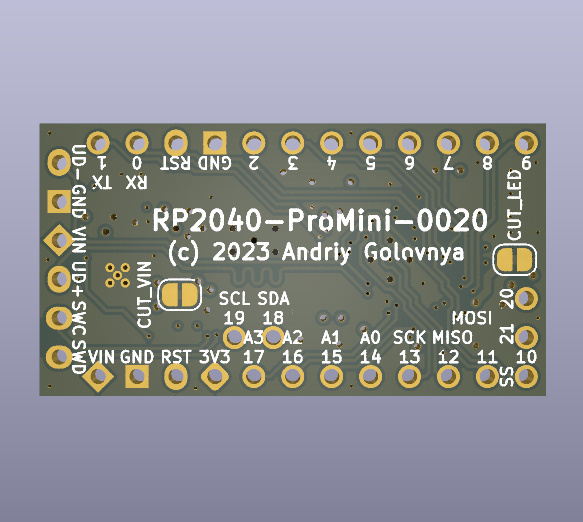 1 0 RST GND 2 3 4 5 6 7 8 9
TX RX
UD- GND VIN UD+ SWC SWD
RP2040-ProMini-0020
(c) 2023 Andriy Golovnya
CUT_LED
CUT_VIN
SCL SDA
19 18
20
MOSI
21
A3 A2 A1 A0 SCK MISO
VIN GND RST 3V3 17 16 15 14 13 12 11 10
SS